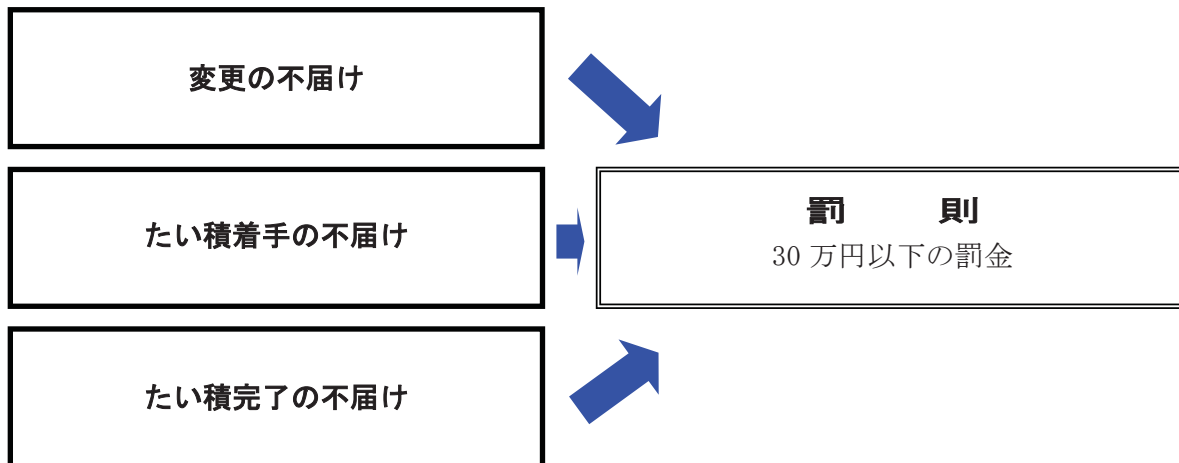 変更の不届け
たい積着手の不届け
罰　則
30 万円以下の罰金
たい積完了の不届け